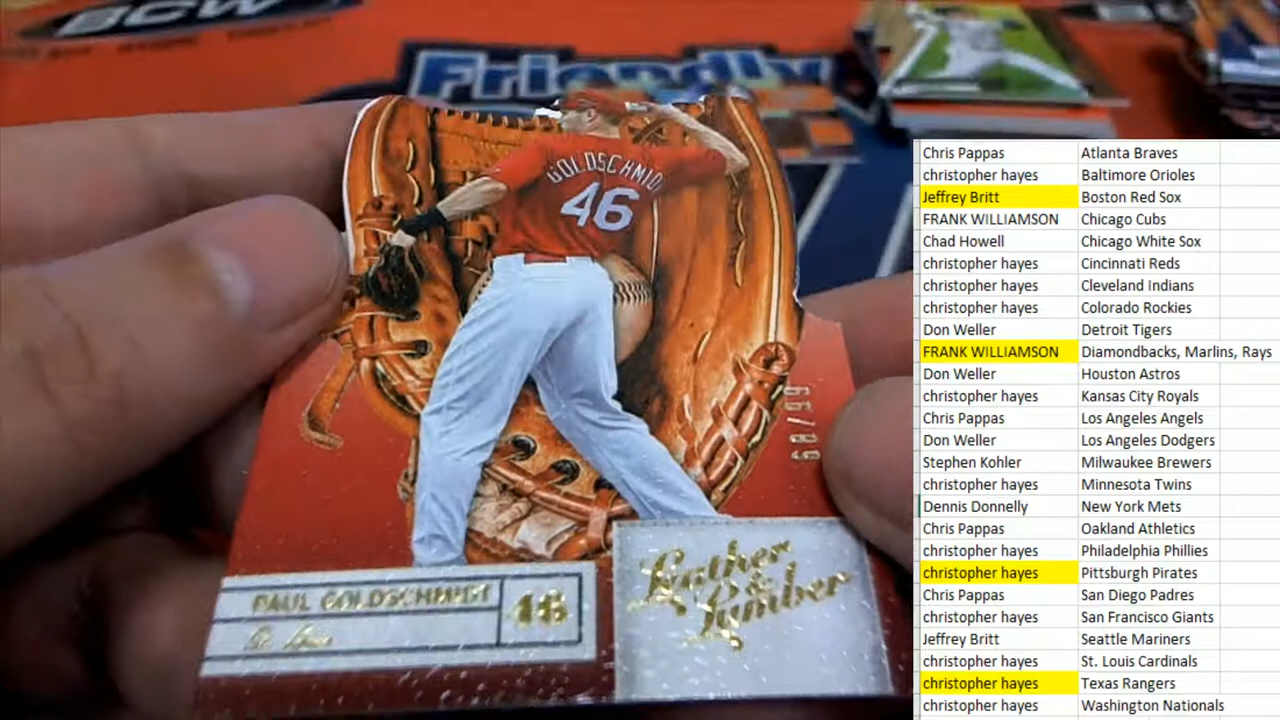 BCW
Friendly
GOLDSCHMID
46
PAUL GOLDSCHMIDT
46
Leather
&
Lumber
Chris Pappas Atlanta Braves
christopher hayes Baltimore Orioles
Jeffrey Britt Boston Red Sox
FRANK WILLIAMSON Chicago Cubs
Chad Howell Chicago White Sox
christopher hayes Cincinnati Reds
christopher hayes Cleveland Indians
christopher hayes Colorado Rockies
Don Weller Detroit Tigers
FRANK WILLIAMSON Diamondbacks, Marlins, Rays
Don Weller Houston Astros
christopher hayes Kansas City Royals
Chris Pappas Los Angeles Angels
Don Weller Los Angeles Dodgers
Stephen Kohler Milwaukee Brewers
christopher hayes Minnesota Twins
Dennis Donnelly New York Mets
Chris Pappas Oakland Athletics
christopher hayes Philadelphia Phillies
christopher hayes Pittsburgh Pirates
Chris Pappas San Diego Padres
christopher hayes San Francisco Giants
Jeffrey Britt Seattle Mariners
christopher hayes St. Louis Cardinals
christopher hayes Texas Rangers
christopher hayes Washington Nationals